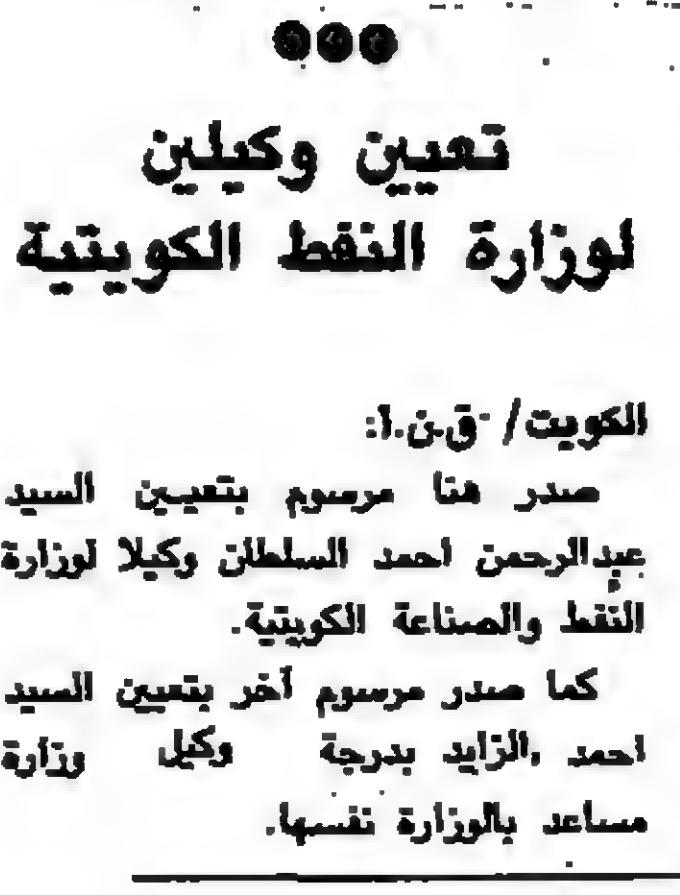 تعيين وكيلين
لوزارة النفط الكويتية
الكويت/ ق.ن.ا:
صدر هنا مرسوم بتعيين السيد
عبدالرحمن احمد السلطان وكيلا لوزارة
النفط والصناعة الكويتية.
كما صدر مرسوم آخر بتعيين السيد
احمد الزايد بدرجة وكيل وزارة
مساعد بالوزارة نفسها.